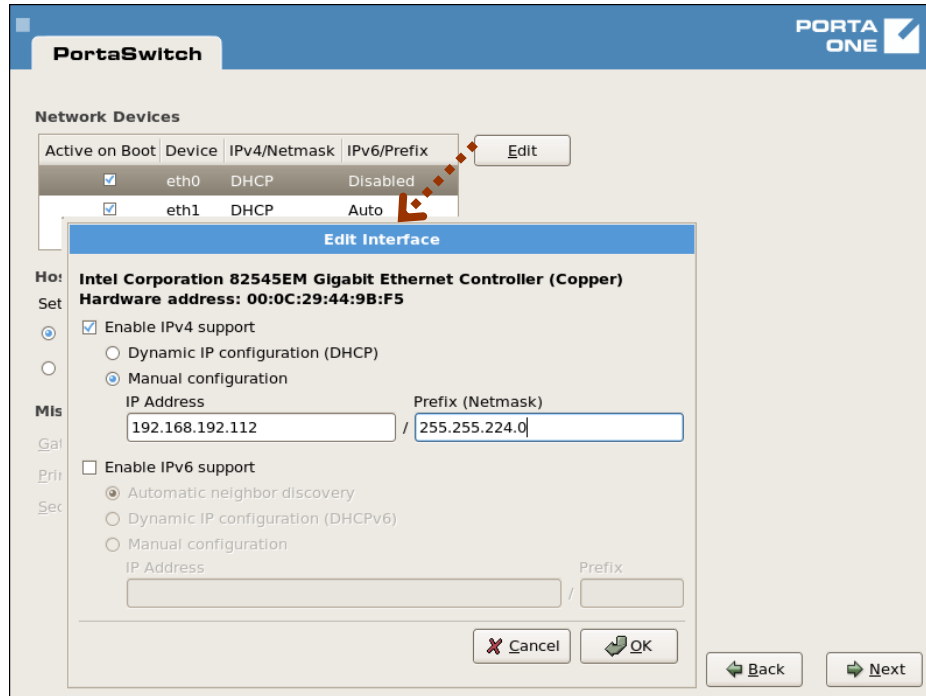 PORTA
ONE
PortaSwitch
Network Devices
Active on Boot Device IPv4/Netmask IPv6/Prefix
Edit
eth0 DHCP Disabled
eth1 DHCP Auto
Edit Interface
Intel Corporation 82545EM Gigabit Ethernet Controller (Copper)
Hardware address: 00:0C:29:44:9B:F5
Set
Enable IPv4 support
Dynamic IP configuration (DHCP)
Manual configuration
IP Address Prefix (Netmask)
Mis
192.168.192.112 / 255.255.224.0
Enable IPv6 support
Automatic neighbor discovery
Dynamic IP configuration (DHCPv6)
Manual configuration
IP Address Prefix
/
Cancel OK
Back Next